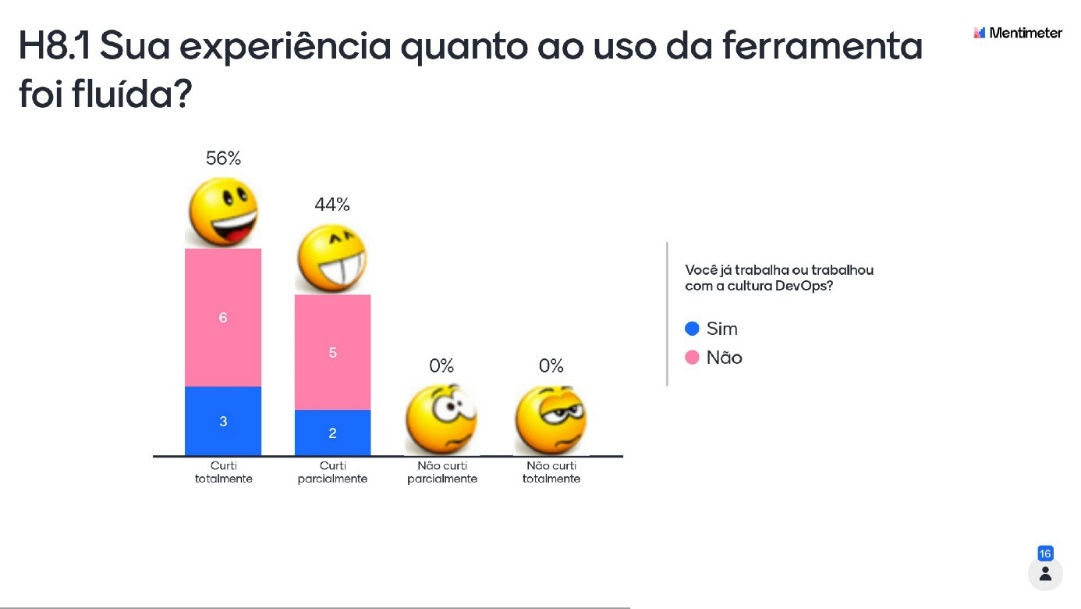 H8.1 Sua experiência quanto ao uso da ferramenta
foi fluída?
Mentimeter
56%
44%
0%
0%
6
5
3
2
Curti
totalmente
Curti
parcialmente
Não curti
parcialmente
Não curti
totalmente
Você já trabalha ou trabalhou
com a cultura DevOps?
Sim
Não
16